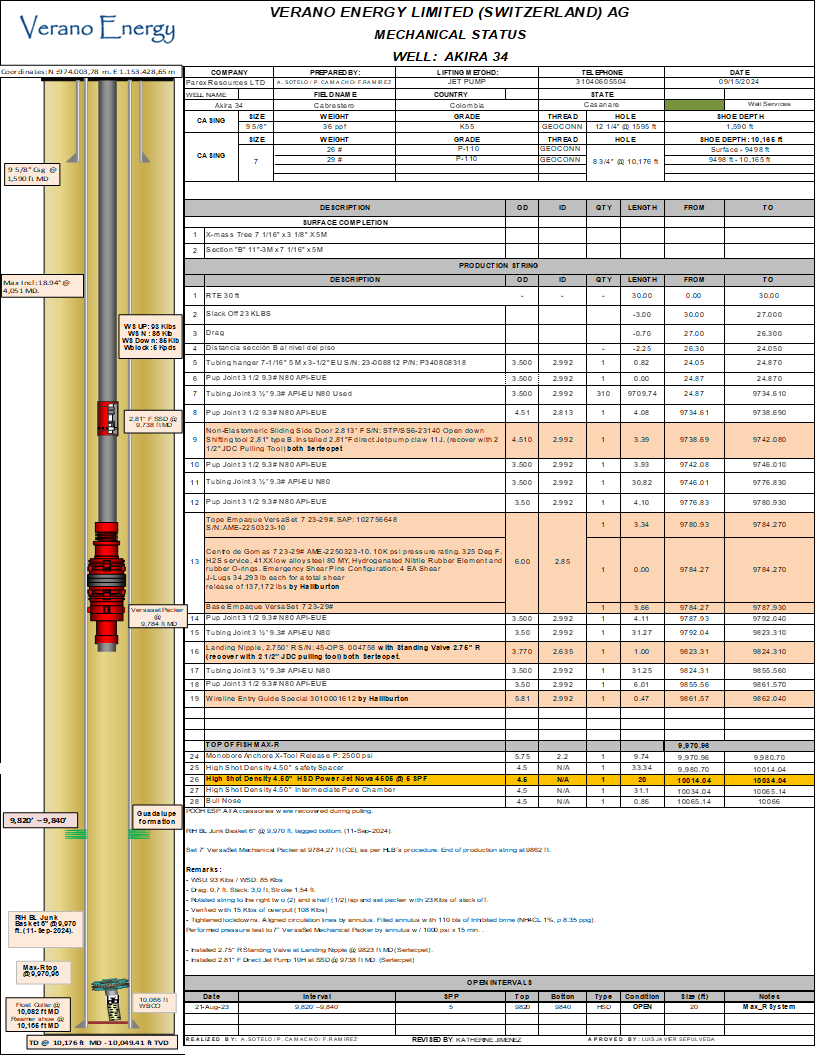 Verano Energy
VERANO ENERGY LIMITED (SWITZERLAND) AG
MECHANICAL STATUS
WELL: AKIRA 34
Coordinates: N :974.003,78 m, E 1.153.428,65 m
COMPANY PREPARED BY: LIFTING METOHD: TELEPHONE DATE
Parex Resources LTD A. SOTELO / P. CAMACHO/ F.RAMIREZ JET PUMP 31040605504 09/15/2024
WELL NAME FIELD NAME COUNTRY STATE
Akira 34 Cabrestero Colombia Casanare Well Services
CASING SIZE WEIGHT GRADE THREAD HOLE SHOE DEPTH
9 5/8" 36 ppf K55 GEOCONN 12 1/4" @ 1595 ft 1,590 ft
CASING SIZE WEIGHT GRADE THREAD HOLE SHOE DEPTH: 10,165 ft
7 26 # P-110 GEOCONN 8 3/4" @ 10,176 ft Surface - 9498 ft
29 # P-110 GEOCONN 9498 ft - 10,165 ft
DESCRIPTION OD ID QTY LENGTH FROM TO
SURFACE COMPLETION
1 X-mass Tree 7 1/16" x 3 1/8" X 5M
2 Section "B" 11"-3M x 7 1/16" x 5M
PRODUCTION STRING
DESCRIPTION OD ID QTY LENGTH FROM TO
1 RTE 30 ft - - - 30.00 0.00 30.00
2 Slack Off 23 KLBS -3.00 30.00 27.000
3 Drag -0.70 27.00 26.300
4 Distancia sección B al nivel del piso - -2.25 26.30 24.050
5 Tubing hanger 7-1/16" 5 M x 3-1/2" EU S/N: 23-008812 P/N: P340808318 3.500 2.992 1 0.82 24.05 24.870
6 Pup Joint 3 1/2 9.3# N80 API-EUE 3.500 2.992 1 0.00 24.87 24.870
7 Tubing Joint 3 ½" 9.3# API-EU N80 Used 3.500 2.992 310 9709.74 24.87 9734.610
8 Pup Joint 3 1/2 9.3# N80 API-EUE 4.51 2.813 1 4.08 9734.61 9738.690
9 Non-Elastomeric Sliding Side Door 2.813" F S/N: STP/SS6-23140 Open down
Shifting tool 2,81" type B. Installed 2,81"F direct Jet pump claw 11J. (recover with 2
1/2" JDC Pulling Tool) both Serteopet 4.510 2.992 1 3.39 9738.69 9742.080
10 Pup Joint 3 1/2 9.3# N80 API-EUE 3.500 2.992 1 3.93 9742.08 9746.010
11 Tubing Joint 3 ½" 9.3# API-EU N80 3.500 2.992 1 30.82 9746.01 9776.830
12 Pup Joint 3 1/2 9.3# N80 API-EUE 3.50 2.992 1 4.10 9776.83 9780.930
13 Tope Empaque VersaSet 7 23-29#. SAP: 102756648
S/N:AME-2250323-10 6.00 2.85 1 3.34 9780.93 9784.270
Centro de Gomas 7 23-29# AME-2250323-10. 10K psi pressure rating. 325 Deg F.
H2S service, 41XX low alloy steel 80 MY, Hydrogenated Nitrile Rubber Element and
rubber O-rings. Emergency Shear Pins Configuration: 4 EA Shear
J-Lugs 34,293 lb each for a total shear
release of 137,172 lbs by Halliburton 1 0.00 9784.27 9784.270
Base Empaque VersaSet 7 23-29# 1 3.66 9784.27 9787.930
14 Pup Joint 3 1/2 9.3# N80 API-EUE 3.500 2.992 1 4.11 9787.93 9792.040
15 Tubing Joint 3 ½" 9.3# API-EU N80 3.50 2.992 1 31.27 9792.04 9823.310
16 Landing Nipple, 2.750" R S/N: 45-OPS 004758 with Standing Valve 2.75" R
(recover with 2 1/2" JDC pulling tool) both Serteopet. 3.770 2.635 1 1.00 9823.31 9824.310
17 Tubing Joint 3 ½" 9.3# API-EU N80 3.500 2.992 1 31.25 9824.31 9855.560
18 Pup Joint 3 1/2 9.3# N80 API-EUE 3.50 2.992 1 6.01 9855.56 9861.570
19 Wireline Entry Guide Special 3010001612 by Halliburton 5.81 2.992 1 0.47 9861.57 9862.040
TOP OF FISH MAX-R 9,970.96
24 Monobore Anchore X-Tool Release P: 2500 psi 5.75 2.2 1 9.74 9,970.96 9,980.70
25 High Shot Density 4.50" safety Spacer 4.5 N/A 1 33.34 9,980.70 10014.04
26 High Shot Density 4.50" HSD Power Jet Nova 4505 @ 5 SPF 4.5 N/A 1 20 10014.04 10034.04
27 High Shot Density 4.50" Intermediate Pure Chamber 4.5 N/A 1 31.1 10034.04 10065.14
28 Bull Nose 4.5 N/A 1 0.86 10065.14 10066
POOH ESP. All Accessories were recovered during pulling.
RIH BL Junk Basket 6" @ 9,970 ft, tagged bottom. (11-Sep-2024).
Set 7" VersaSet Mechanical Packer at 9784,27 ft (CE), as per HLB's procedure. End of production string at 9862 ft.
Remarks:
- WSU: 93 Klbs / WSD: 85 Klbs
- Drag: 0,7 ft. Slack: 3,0 ft; Stroke 1,54 ft.
- Rotated string to the right two (2) and a half (1/2) lap and set packer with 23 Klbs of slack off.
- Verified with 15 Klbs of overpull (108 Klbs)
- Tightened lockdowns. Aligned circulation lines by annulus. Filled annulus with 110 bls of inhibited brine (NH4CL 1%, p 8.35 ppg).
Performed pressure test to 7" VersaSet Mechanical Packer by annulus w / 1000 psi x 15 min. .
- Installed 2.75" R Standing Valve at Landing Nipple @ 9823 ft MD (Sertecpet).
- Installed 2.81" F Direct Jet Pump 10H at SSD @ 9738 ft MD. (Sertecpet)
OPEN INTERVALS
Date Interval SPP Top Botton Type Condition Size (ft) Notes
21-Aug-23 9,820'–9,840' 5 9820 9840 HSD OPEN 20 Max_R System
REALIZED BY: A.SOTELO / P. CAMACHO / F.RAMIREZ REVISED BY: KATHERINE JIMENEZ APROVED BY: LUIS JAVIER SEPULVEDA
9 5/8" Csg @
1,590 ft MD
Max Incl: 18.94° @
4,051 MD.
WS UP: 93 Klbs
WS N : 86 Klb
WS Down: 85 Klb
Wblock: 5 Kpds
2,81" F SSD @
9,738 ft MD
Versaset Packer
@
9,784 ft MD
9,820' –9,840'
Guadalupe
formation
RIH BL Junk
Basket 6" @9,970
ft. (11-Sep-2024).
Max-R top
@9,970,96
Float Collar @
10,082 ft MD
Reamer shoe @
10,165 ft MD
10,066 ft
WBCO
TD @ 10,176 ft MD - 10,049.41 ft TVD